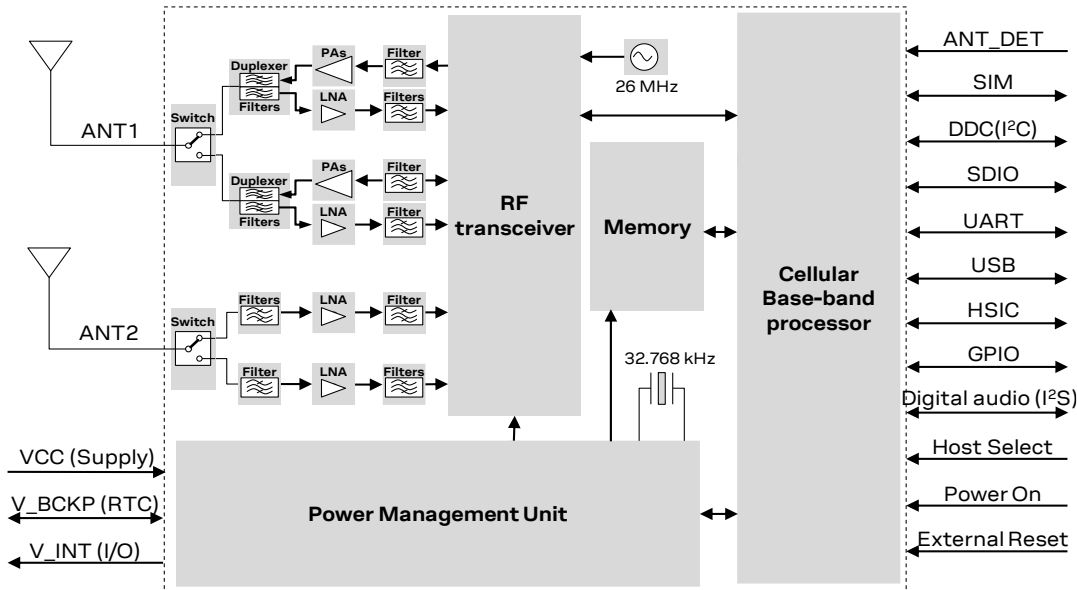 ANT1
Switch
Duplexer
Filters
PAs
Filter
LNA
Filters
Duplexer
Filters
PAs
Filter
LNA
Filter
ANT2
Switch
Filters
LNA
Filter
Filter
LNA
Filters
RF
transceiver
26 MHz
Memory
32.768 kHz
Cellular
Base-band
processor
Power Management Unit
VCC (Supply)
V_BCKP (RTC)
V_INT (I/O)
ANT_DET
SIM
DDC(I²C)
SDIO
UART
USB
HSIC
GPIO
Digital audio (I²S)
Host Select
Power On
External Reset